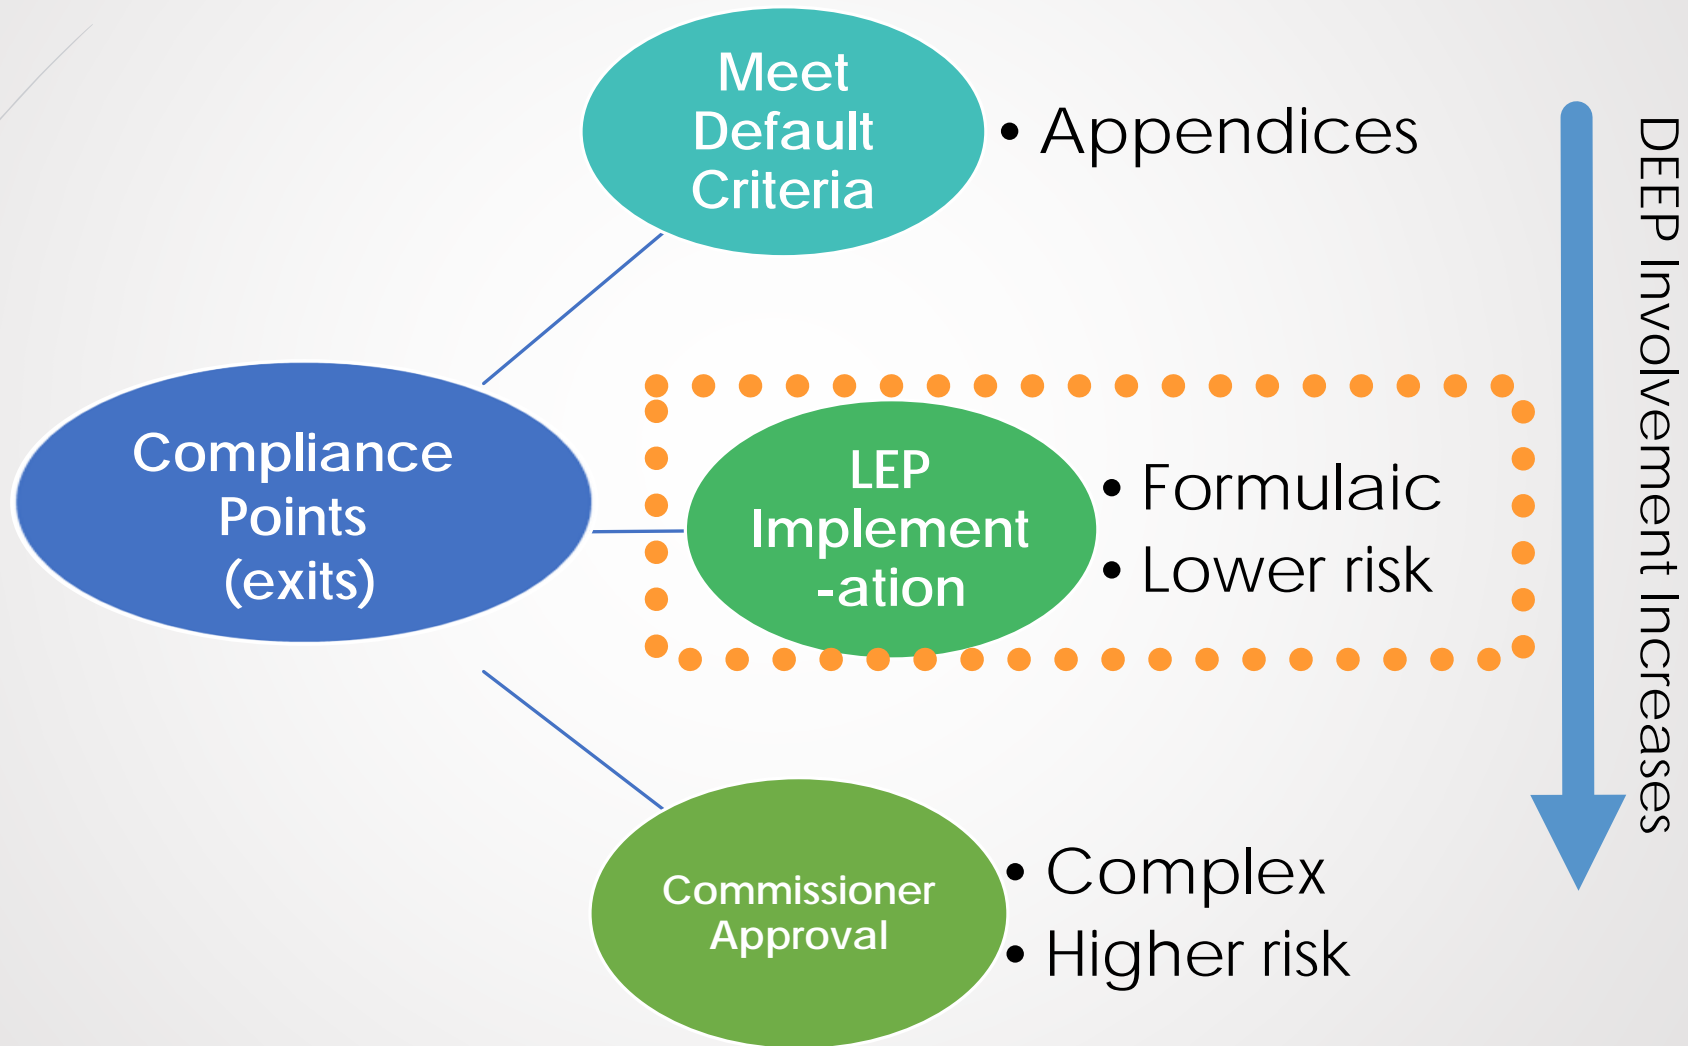 Meet
Default
Criteria
• Appendices
Compliance
Points
(exits)
LEP
Implement
-ation
• Formulaic
• Lower risk
Commissioner
Approval
• Complex
• Higher risk
DEEP Involvement Increases